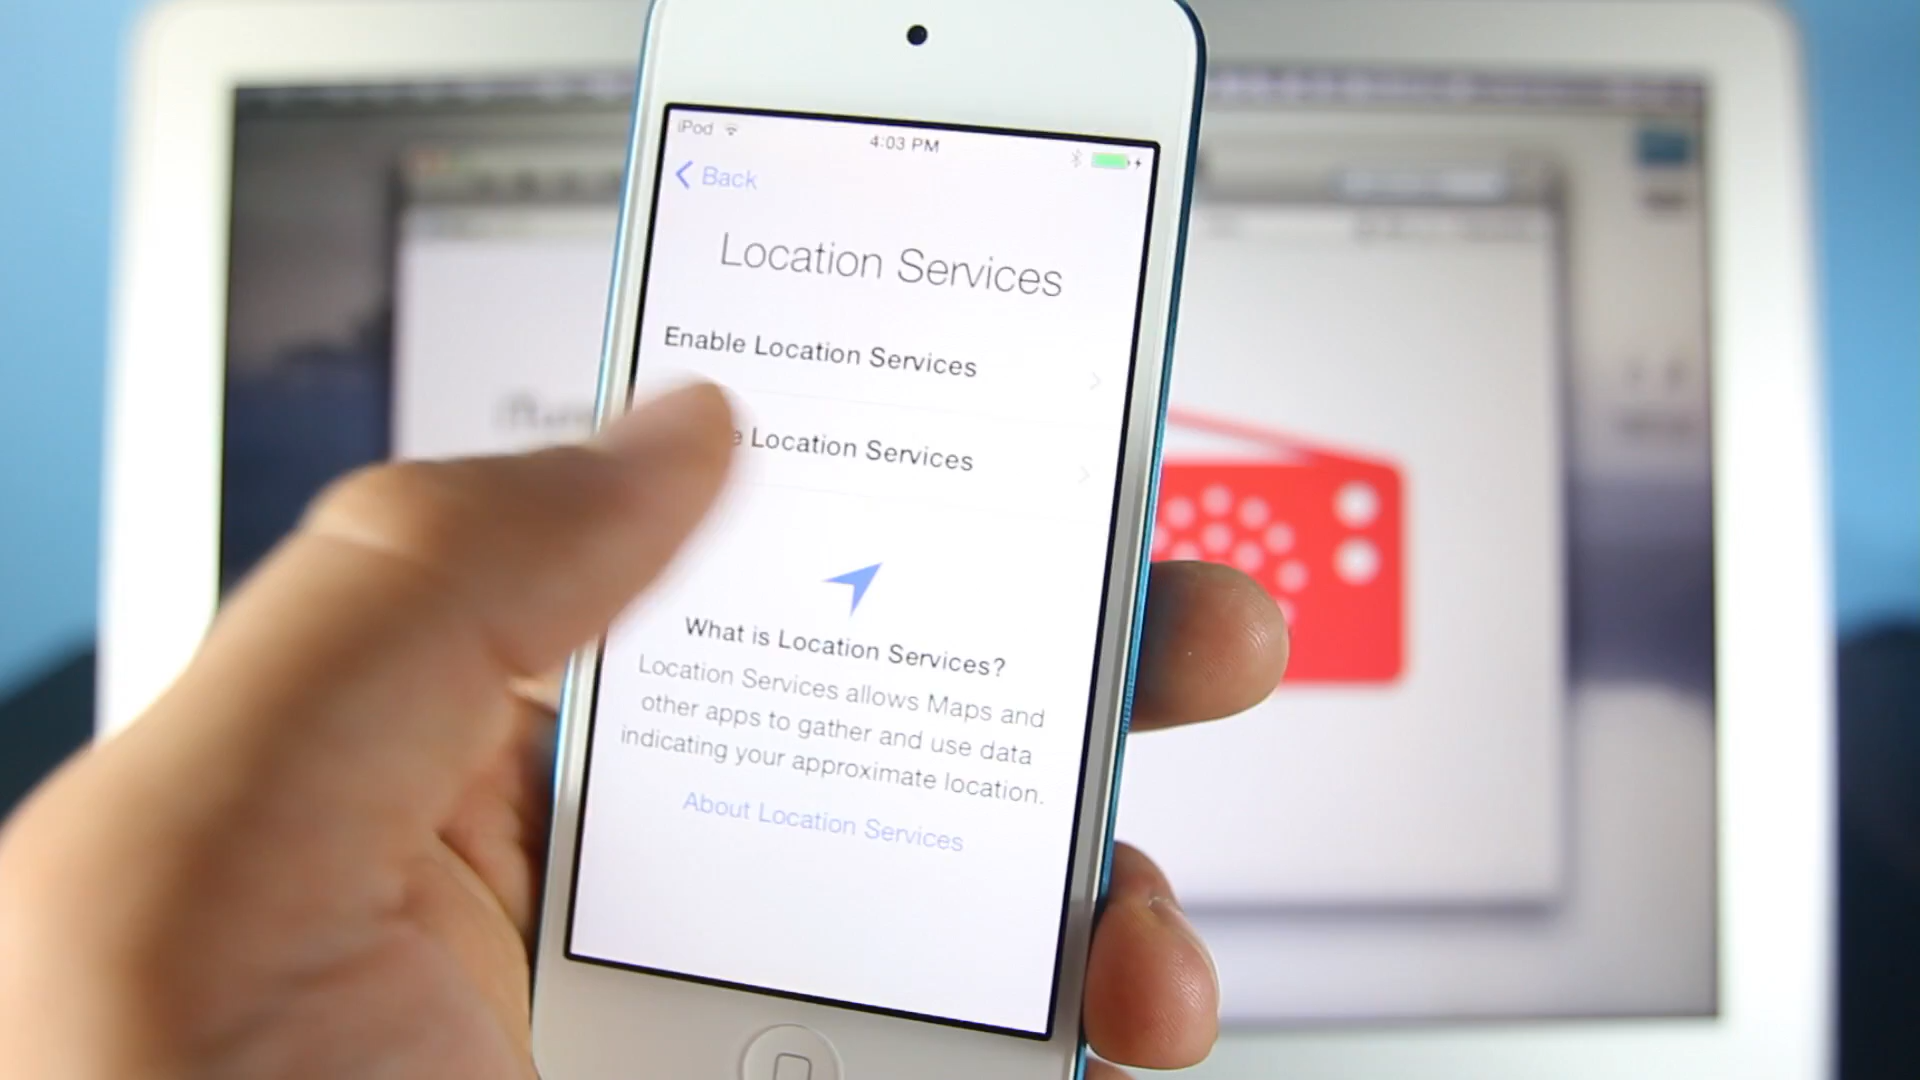 iPod
4:03 PM
Back
Location Services
Enable Location Services
e Location Services
What is Location Services?
Location Services allows Maps and
other apps to gather and use data
indicating your approximate location.
About Location Services